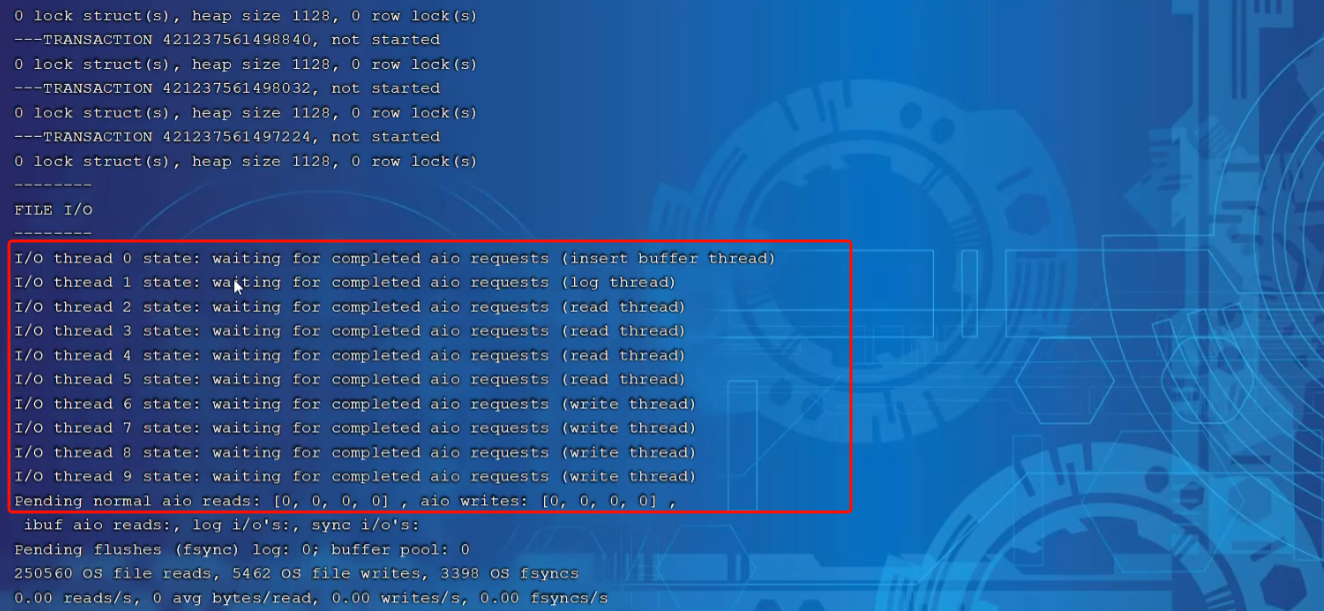 0 lock struct(s), heap size 1128, 0 row lock(s)
---TRANSACTION 421237561498840, not started
0 lock struct(s), heap size 1128, 0 row lock(s)
---TRANSACTION 421237561498032, not started
0 lock struct(s), heap size 1128, 0 row lock(s)
---TRANSACTION 421237561497224, not started
0 lock struct(s), heap size 1128, 0 row lock(s)
--------
FILE I/O
--------
I/O thread 0 state: waiting for completed aio requests (insert buffer thread)
I/O thread 1 state: waiting for completed aio requests (log thread)
I/O thread 2 state: waiting for completed aio requests (read thread)
I/O thread 3 state: waiting for completed aio requests (read thread)
I/O thread 4 state: waiting for completed aio requests (read thread)
I/O thread 5 state: waiting for completed aio requests (read thread)
I/O thread 6 state: waiting for completed aio requests (write thread)
I/O thread 7 state: waiting for completed aio requests (write thread)
I/O thread 8 state: waiting for completed aio requests (write thread)
I/O thread 9 state: waiting for completed aio requests (write thread)
Pending normal aio reads: [0, 0, 0, 0] , aio writes: [0, 0, 0, 0] ,
 ibuf aio reads:, log i/o's:, sync i/o's:
Pending flushes (fsync) log: 0; buffer pool: 0
250560 OS file reads, 5462 OS file writes, 3398 OS fsyncs
0.00 reads/s, 0 avg bytes/read, 0.00 writes/s, 0.00 fsyncs/s